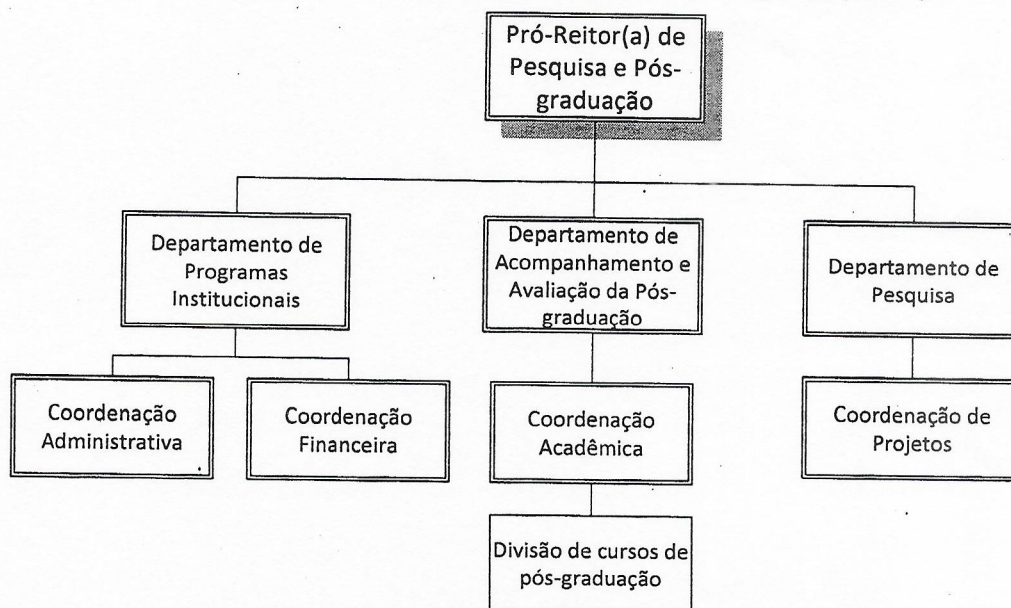 Pró-Reitor(a) de
Pesquisa e Pós-
graduação
Departamento de
Programas
Institucionais
Departamento de
Acompanhamento e
Avaliação da Pós-
graduação
Departamento de
Pesquisa
Coordenação
Administrativa
Coordenação
Financeira
Coordenação
Acadêmica
Coordenação de
Projetos
Divisão de cursos de
pós-graduação